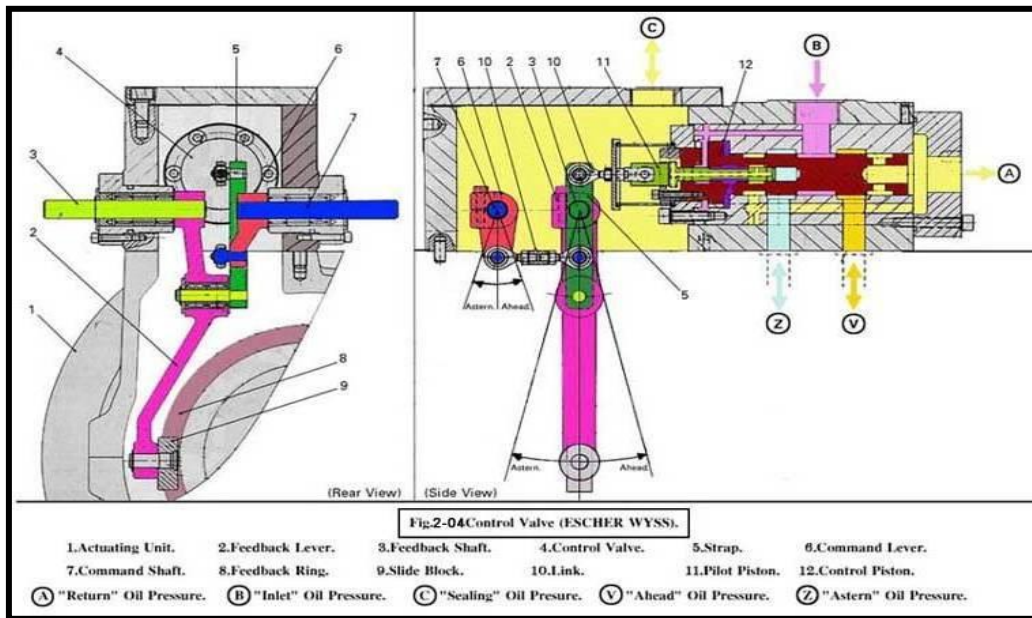 4
5
6
3
7
2
1
8
9
(Rear View)
C
B
7 6 10 2 3 10 11
12
A
Astern.
Ahead.
5
Z
V
Astern.
Ahead.
(Side View)
Fig.2-04Control Valve (ESCHER WYSS).
1.Actuating Unit. 2.Feedback Lever. 3.Feedback Shaft. 4.Control Valve. 5.Strap. 6.Command Lever.
7.Command Shaft. 8.Feedback Ring. 9.Slide Block. 10.Link. 11.Pilot Piston. 12.Control Piston.
A "Return" Oil Pressure. B "Inlet" Oil Pressure. C "Sealing" Oil Presure. V "Ahead" Oil Pressure. Z "Astern" Oil Pressure.